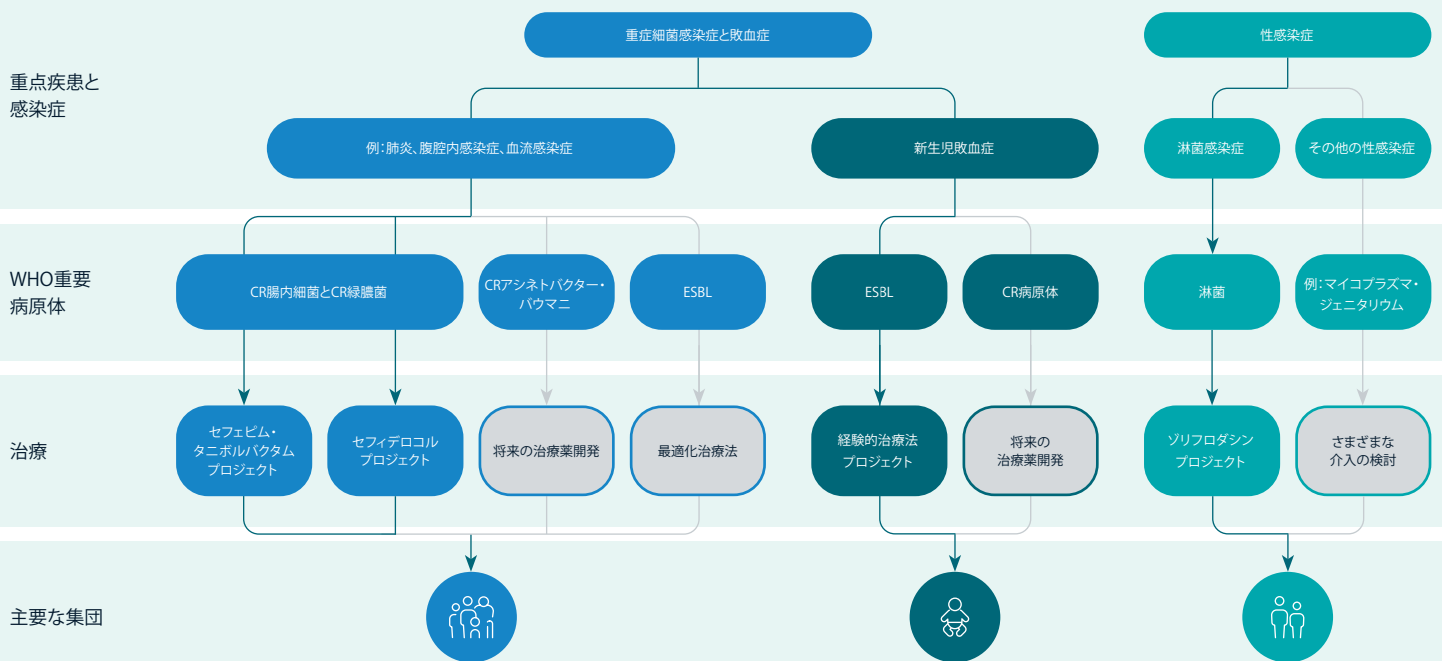 重点疾患と
感染症
重症細菌感染症と敗血症
性感染症
例：肺炎、腹腔内感染症、血流感染症
新生児敗血症
淋菌感染症
その他の性感染症
WHO重要
病原体
CR腸内細菌とCR緑膿菌
CRアシネトバクター・
バウマニ
ESBL
ESBL
CR病原体
淋菌
例：マイコプラズマ・
ジェニタリウム
治療
セフェピム・
タニボルバクタム
プロジェクト
セフィデロコル
プロジェクト
将来の治療薬開発
最適化治療法
経験的治療法
プロジェクト
将来の
治療薬開発
ゾリフロダシン
プロジェクト
さまざまな
介入の検討
主要な集団